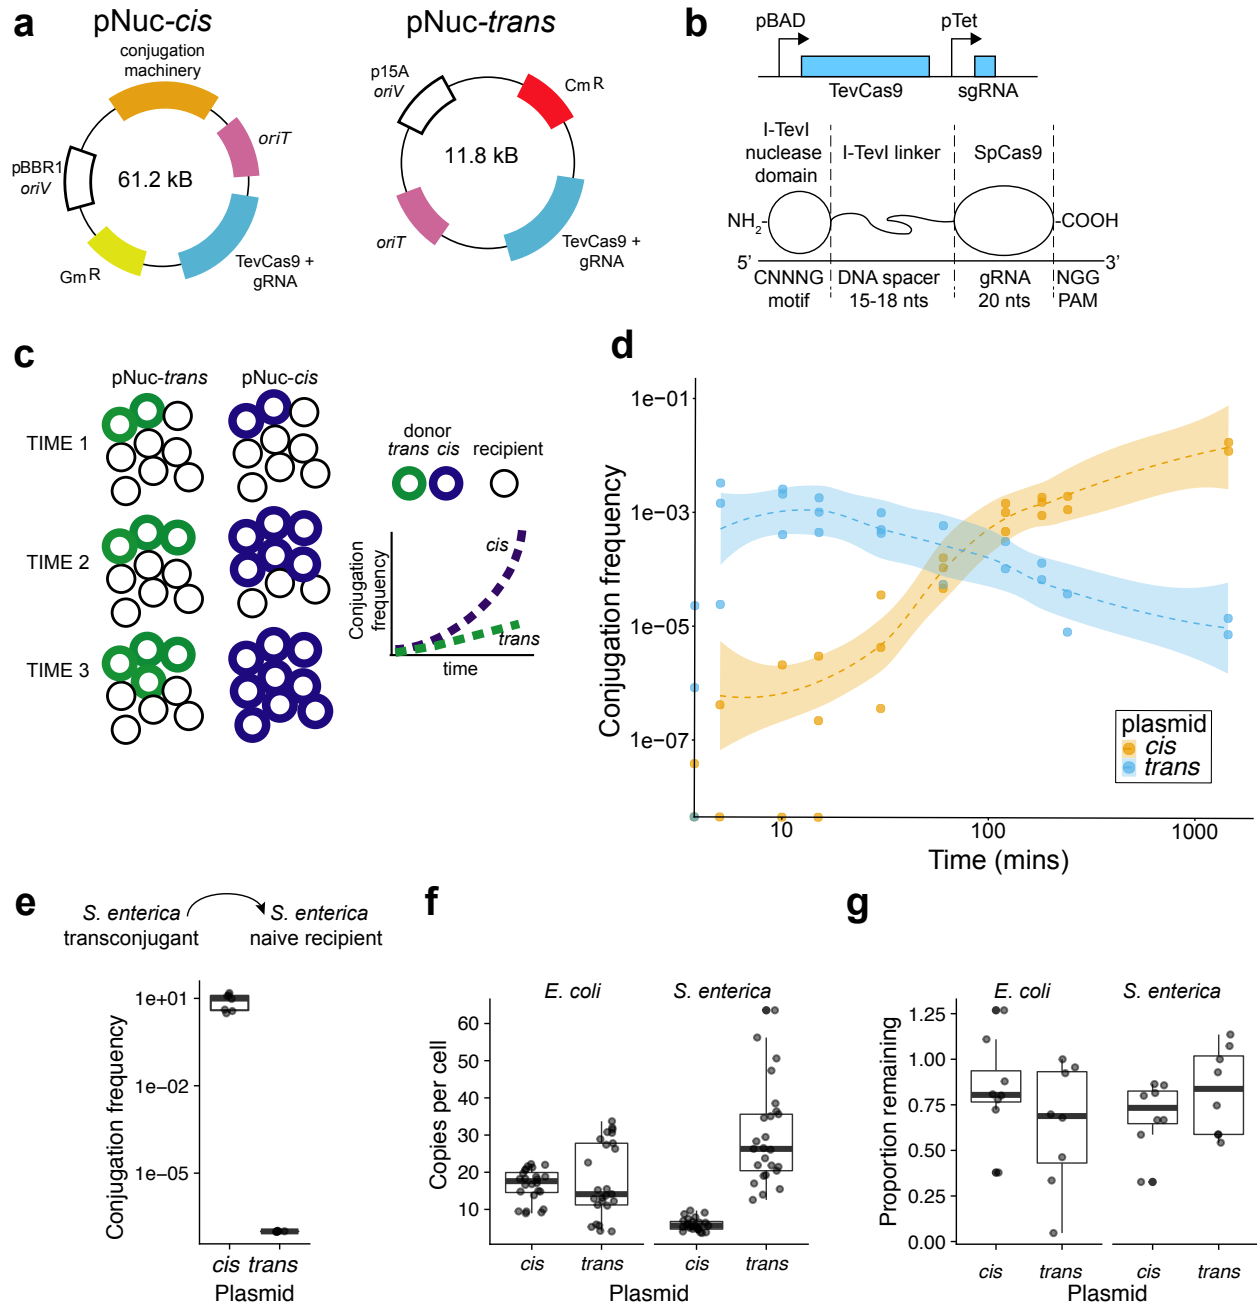 a
pNuc-cis
conjugation
machinery
oriT
pBBR1
oriV
61.2 kB
GmR
TevCas9 +
gRNA
pNuc-trans
p15A
oriV
CmR
11.8 kB
oriT
TevCas9 +
gRNA
b
pBAD
pTet
TevCas9
sgRNA
I-TevI
nuclease
domain
I-TevI linker
SpCas9
NH2-
-COOH
5’
3’
CNNNG
motif
DNA spacer
15-18 nts
gRNA
20 nts
NGG
PAM
c
pNuc-trans
pNuc-cis
TIME 1
TIME 2
TIME 3
donor
trans cis
recipient
Conjugation
frequency
cis
trans
time
d
Conjugation frequency
1e-01
1e-03
1e-05
1e-07
10
100
1000
Time (mins)
plasmid
cis
trans
e
S. enterica
transconjugant
S. enterica
naive recipient
Conjugation frequency
1e+01
1e-02
1e-05
cis trans
Plasmid
f
E. coli
S. enterica
Copies per cell
60
50
40
30
20
10
cis
trans
cis
trans
Plasmid
g
E. coli
S. enterica
Proportion remaining
1.25
1.00
0.75
0.50
0.25
0.00
cis
trans
cis
trans
Plasmid